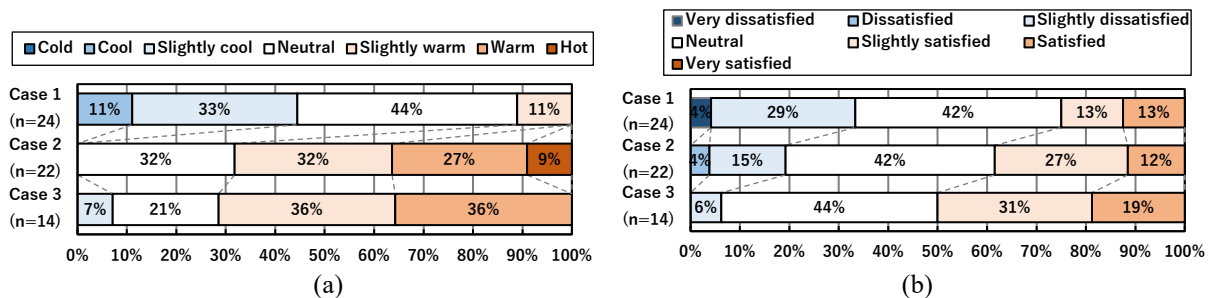 Cold Cool Slightly cool Neutral Slightly warm Warm Hot
Case 1
(n=24)
11% 33% 44% 11%
Case 2
(n=22)
32% 32% 27% 9%
Case 3
(n=14)
7% 21% 36% 36%
0% 10% 20% 30% 40% 50% 60% 70% 80% 90% 100%
(a)
Very dissatisfied Dissatisfied Slightly dissatisfied
Neutral Slightly satisfied Satisfied
Very satisfied
Case 1
(n=24)
4% 29% 42% 13% 13%
Case 2
(n=22)
4% 15% 42% 27% 12%
Case 3
(n=14)
6% 44% 31% 19%
0% 10% 20% 30% 40% 50% 60% 70% 80% 90% 100%
(b)